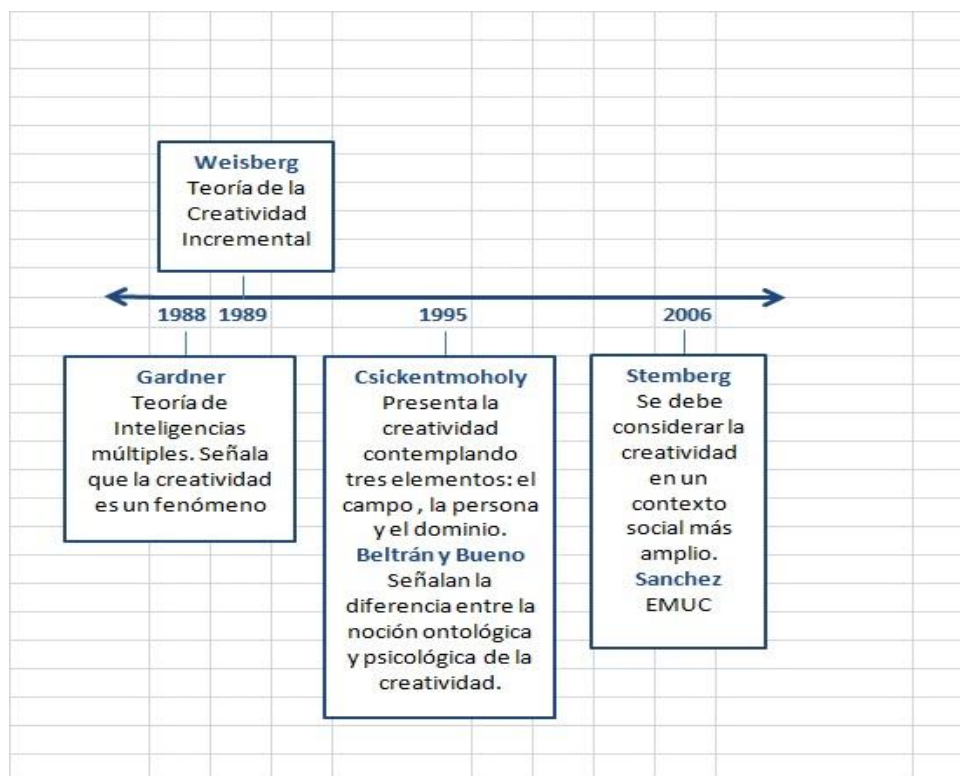 Weisberg
Teoría de la
Creatividad
Incremental
1988 1989 1995 2006
Gardner
Teoría de
Inteligencias
múltiples. Señala
que la creatividad
es un fenómeno
Csickentmoholy
Presenta la
creatividad
contemplando
tres elementos: el
campo , la persona
y el dominio.
Beltrán y Bueno
Señalan la
diferencia entre la
noción ontológica
y psicológica de la
creatividad.
Stemberg
Se debe
considerar la
creatividad
en un
contexto
social más
amplio.
Sanchez
EMUC